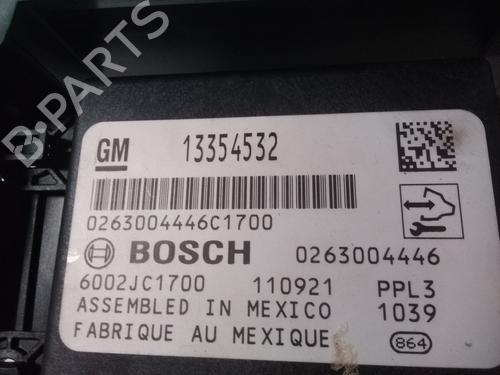 B-PARTS
GM 13354532
0263004446C1700
BOSCH 0263004446
6002JC1700 110921 PPL3
ASSEMBLED IN MEXICO 1039
FABRIQUE AU MEXIQUE 864